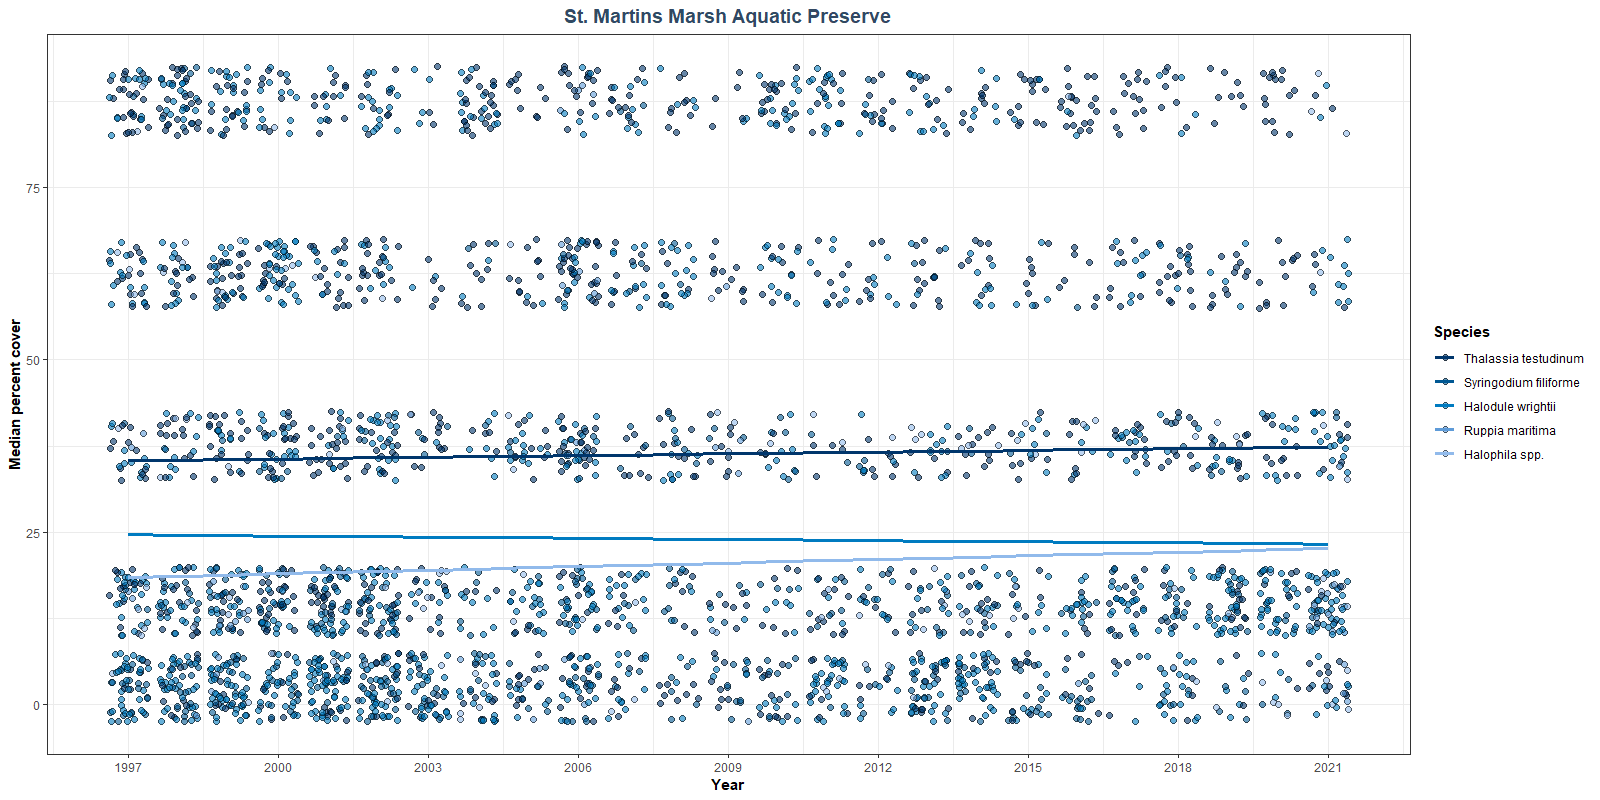 St. Martins Marsh Aquatic Preserve
Median percent cover
75
50
25
0
1997
2000
2003
2006
2009
2012
2015
2018
2021
Year
Species
Thalassia testudinum
Syringodium filiforme
Halodule wrightii
Ruppia maritima
Halophila spp.